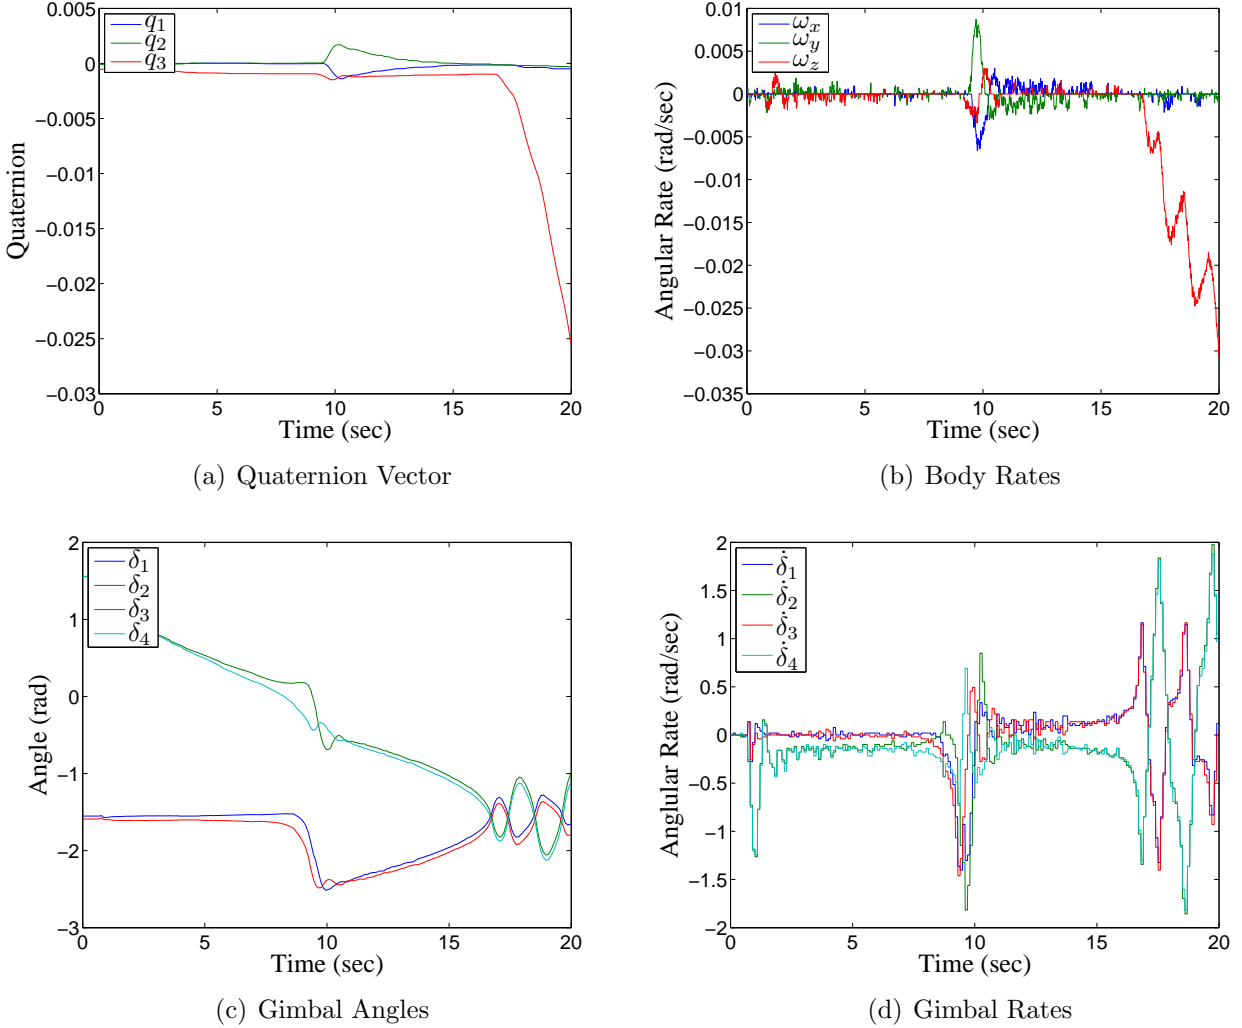 0.005
0
−0.005
−0.01
−0.015
−0.02
−0.025
−0.03
0 5 10 15 20
Quaternion
Time (sec)
q1
q2
q3
(a) Quaternion Vector
0.01
0.005
0
−0.005
−0.01
−0.015
−0.02
−0.025
−0.03
−0.035
0 5 10 15 20
Angular Rate (rad/sec)
Time (sec)
ωx
ωy
ωz
(b) Body Rates
2
1
0
−1
−2
−3
0 5 10 15 20
Angle (rad)
Time (sec)
δ1
δ2
δ3
δ4
(c) Gimbal Angles
2
1.5
1
0.5
0
−0.5
−1
−1.5
−2
0 5 10 15 20
Anglular Rate (rad/sec)
Time (sec)
δ̇1
δ̇2
δ̇3
δ̇4
(d) Gimbal Rates